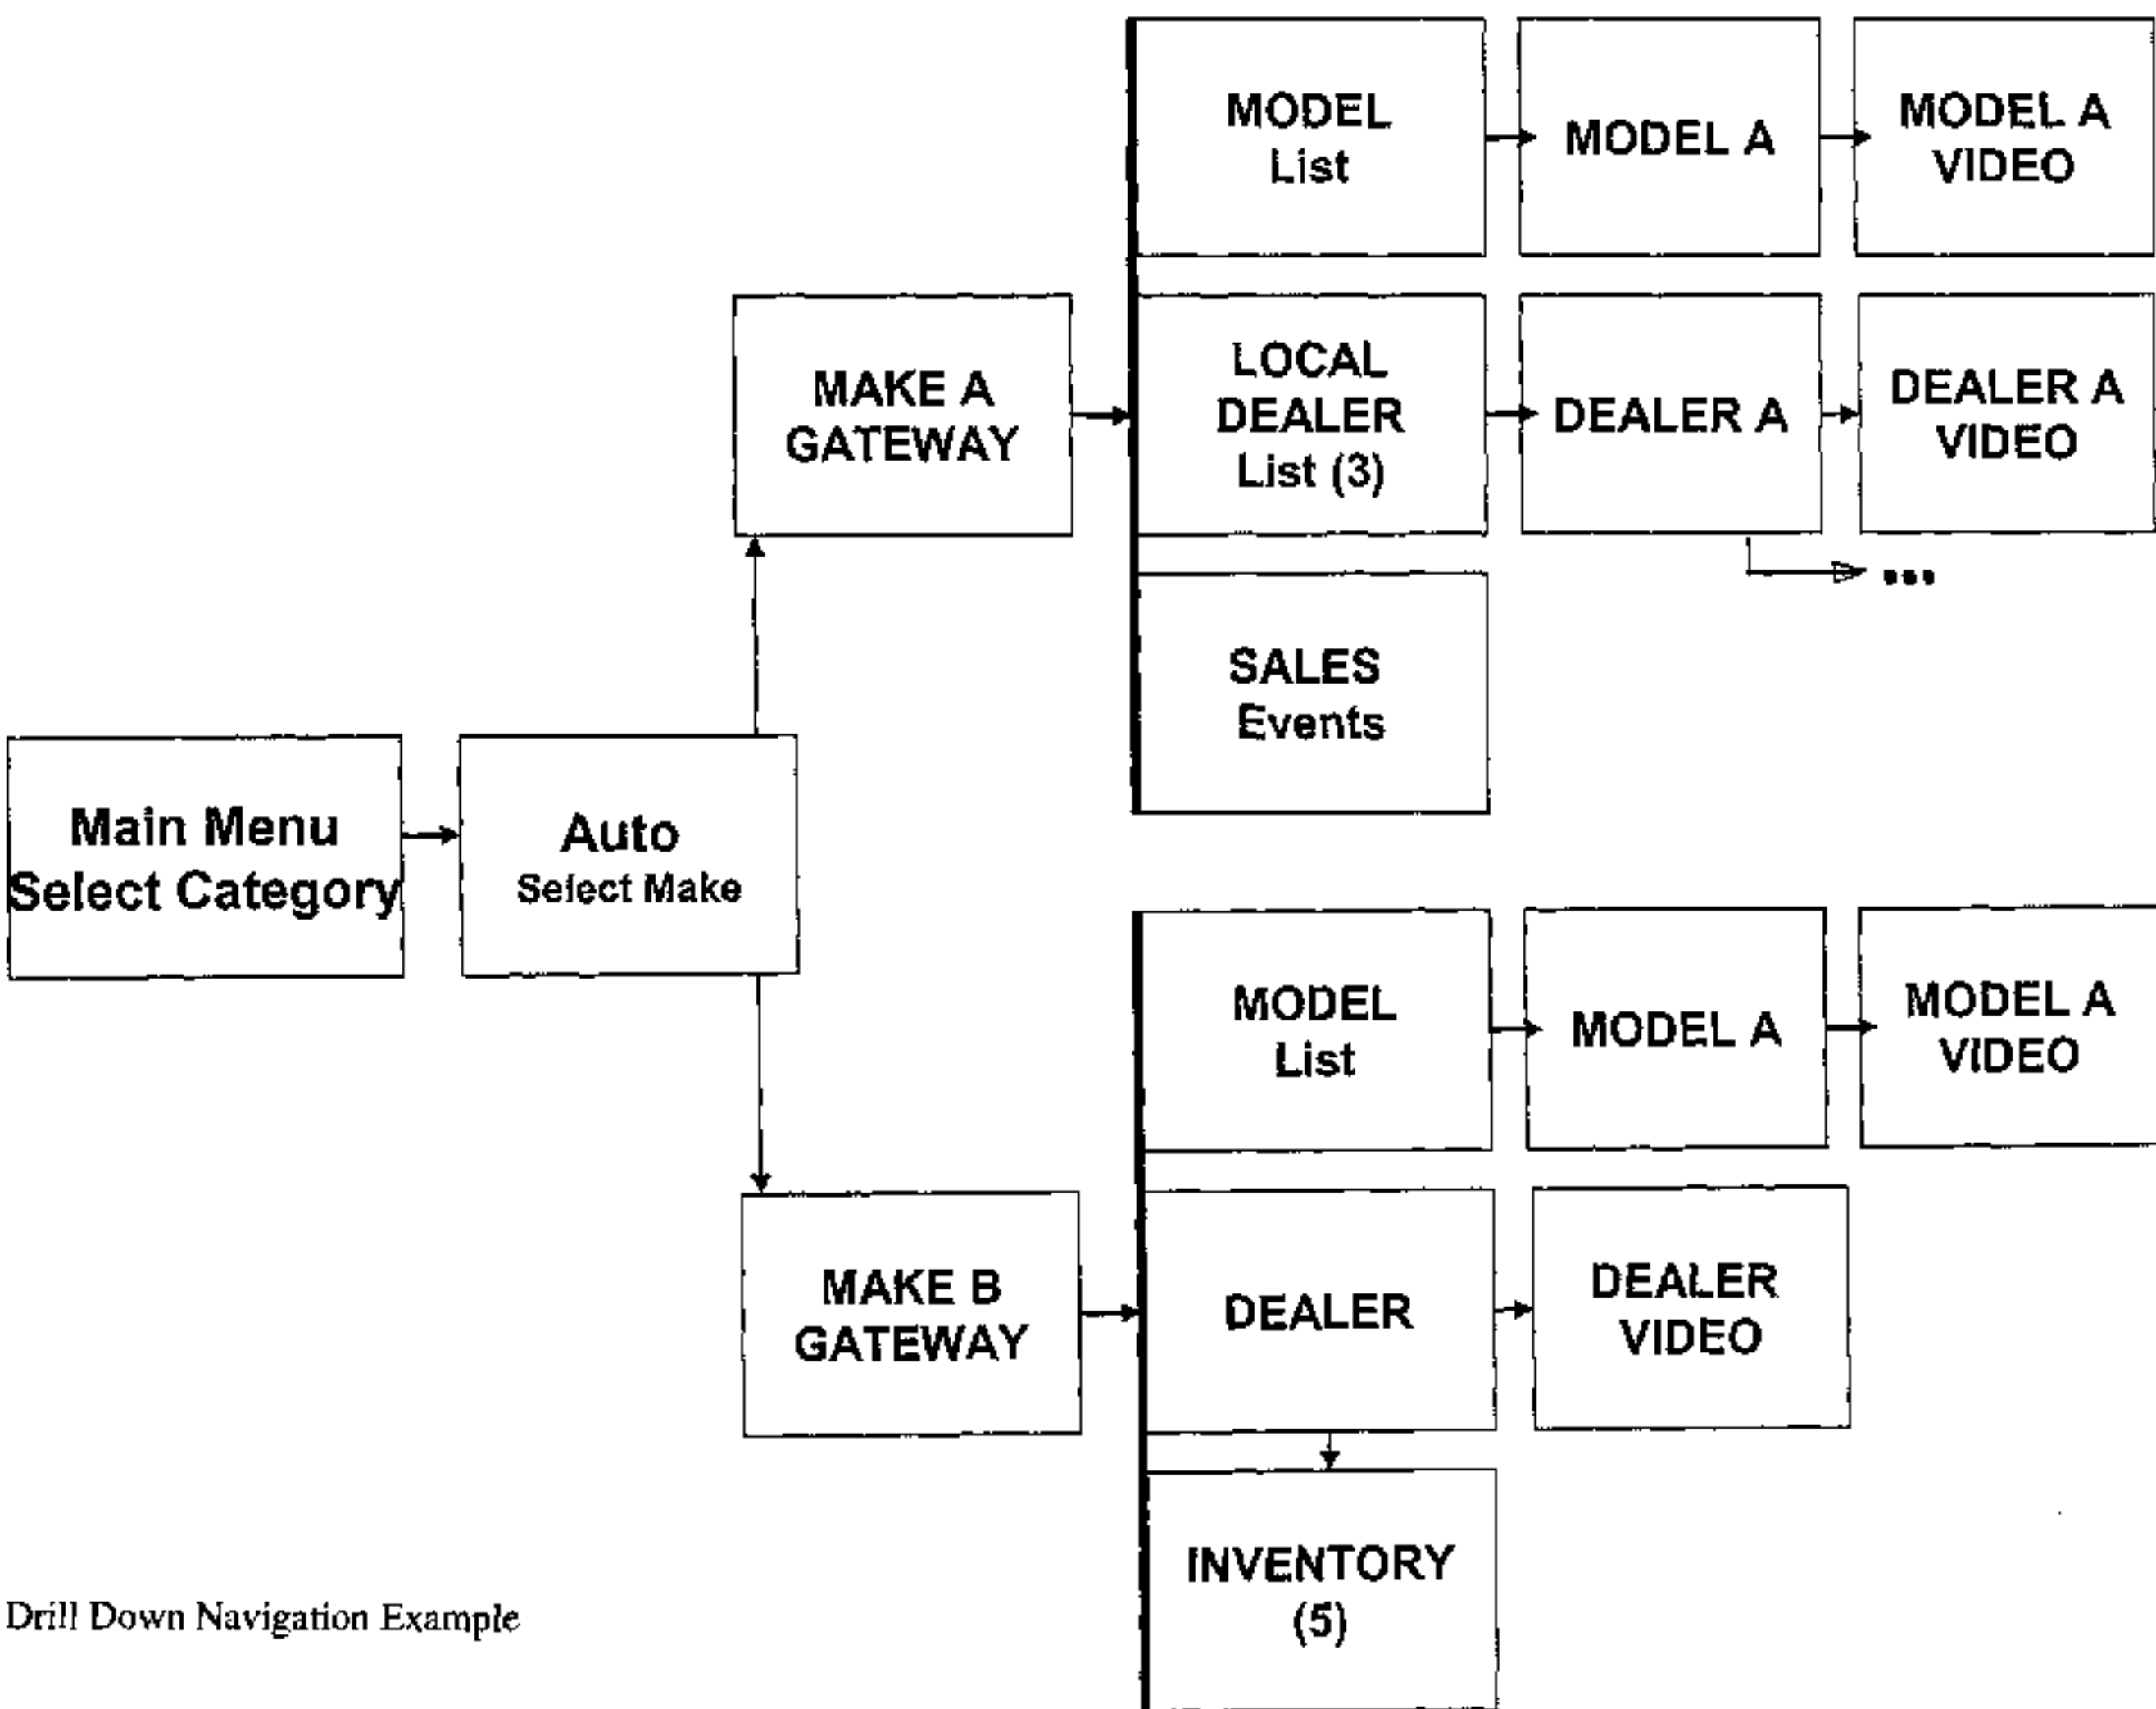 MODEL
List
MODEL A
MODEL A
VIDEO
MAKE A
GATEWAY
LOCAL
DEALER
List (3)
DEALER A
DEALER A
VIDEO
•••
SALES
Events
Main Menu
Select Category
Auto
Select Make
MODEL
List
MODEL A
MODEL A
VIDEO
MAKE B
GATEWAY
DEALER
DEALER
VIDEO
INVENTORY
(5)
Drill Down Navigation Example